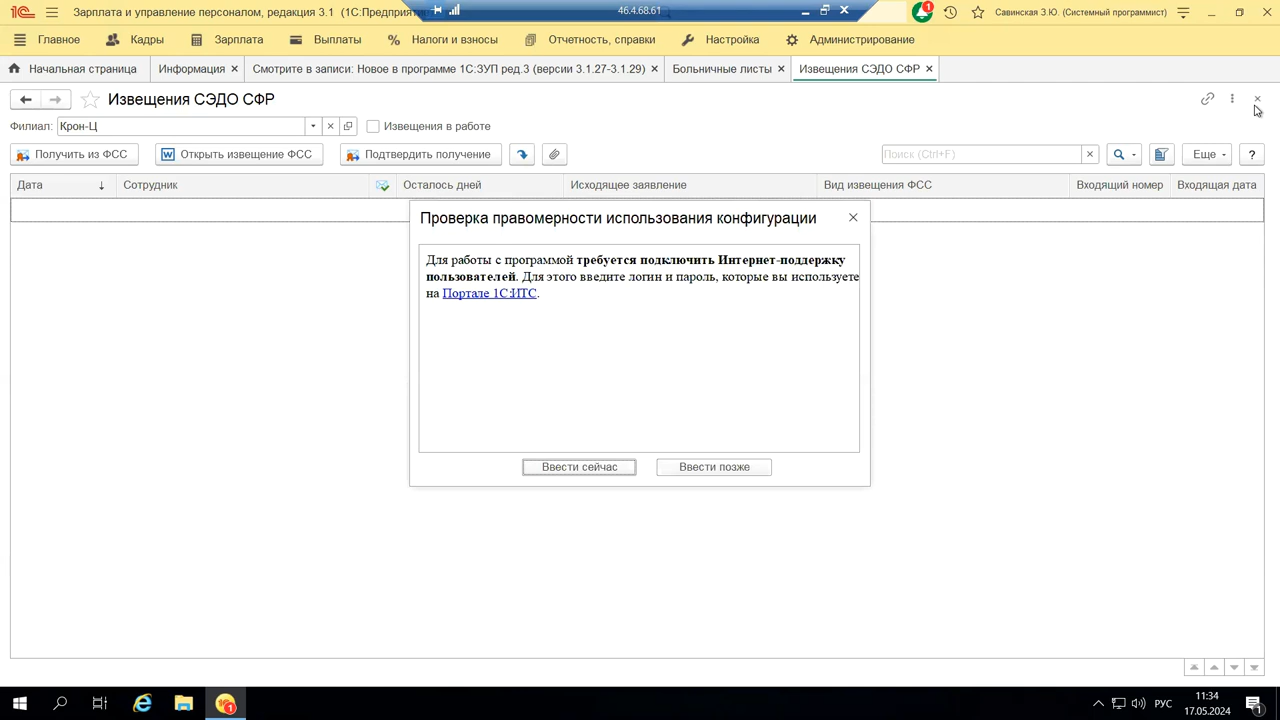 Зарплата и управление персоналом, редакция 3.1 (1С:Предприятие
46.4.68.61
1
Савинская З.Ю. (Системный программист)
Главное
Кадры
Зарплата
Выплаты
Налоги и взносы
Отчетность, справки
Настройка
Администрирование
Начальная страница
Информация
Смотрите в записи: Новое в программе 1С:ЗУП ред.3 (версии 3.1.27-3.1.29)
Больничные листы
Извещения СЭДО СФР
Извещения СЭДО СФР
Филиал:
Крон-Ц
Извещения в работе
Получить из ФСС
Открыть извещение ФСС
Подтвердить получение
Поиск (Ctrl+F)
Еще
?
Дата
Сотрудник
Осталось дней
Исходящее заявление
Вид извещения ФСС
Входящий номер
Входящая дата
Проверка правомерности использования конфигурации
Для работы с программой требуется подключить Интернет-поддержку
пользователей. Для этого введите логин и пароль, которые вы используете
на Портале 1С:ИТС.
Ввести сейчас
Ввести позже
РУС
11:34
17.05.2024
1